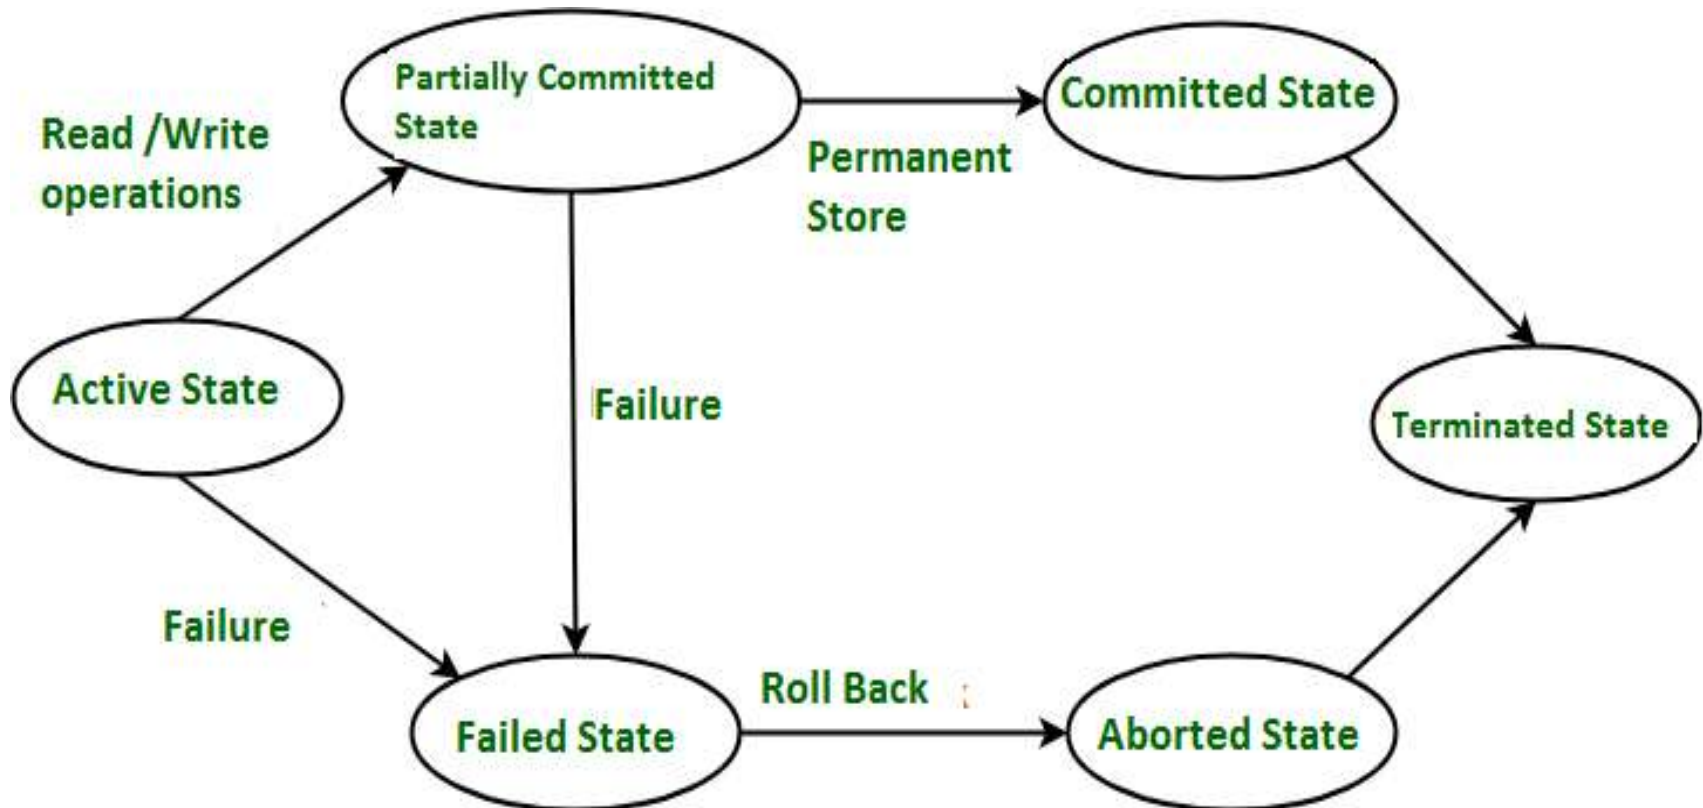 Partially Committed
State
Committed State
Read /Write
operations
Permanent
Store
Active State
Failure
Terminated State
Failure
Roll Back
Failed State
Aborted State